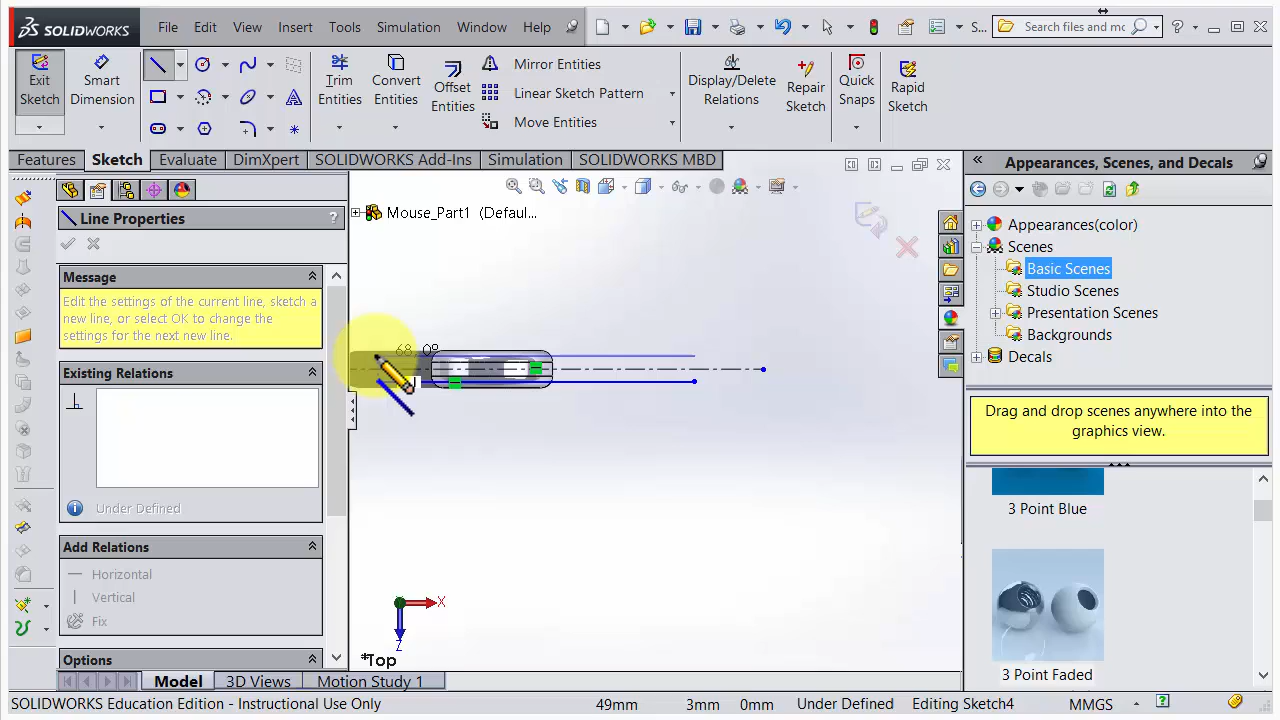 SOLIDWORKS File Edit View Insert Tools Simulation Window Help S... Search files and mc
Exit Sketch
Smart Dimension
Trim Entities
Convert Entities
Offset Entities
Mirror Entities
Linear Sketch Pattern
Move Entities
Display/Delete Relations
Repair Sketch
Quick Snaps
Rapid Sketch
Features Sketch Evaluate DimXpert SOLIDWORKS Add-Ins Simulation SOLIDWORKS MBD
Appearances, Scenes, and Decals
Line Properties
Mouse_Part1 (Defaul...
Message
Edit the settings of the current line, sketch a
new line, or select OK to change the
settings for the next new line.
Existing Relations
Under Defined
Add Relations
Horizontal
Vertical
Fix
Options
X
Z
*Top
Appearances(color)
Scenes
Basic Scenes
Studio Scenes
Presentation Scenes
Backgrounds
Decals
Drag and drop scenes anywhere into the
graphics view.
3 Point Blue
3 Point Faded
Model 3D Views Motion Study 1
SOLIDWORKS Education Edition - Instructional Use Only 49mm 3mm 0mm Under Defined Editing Sketch4 MMGS